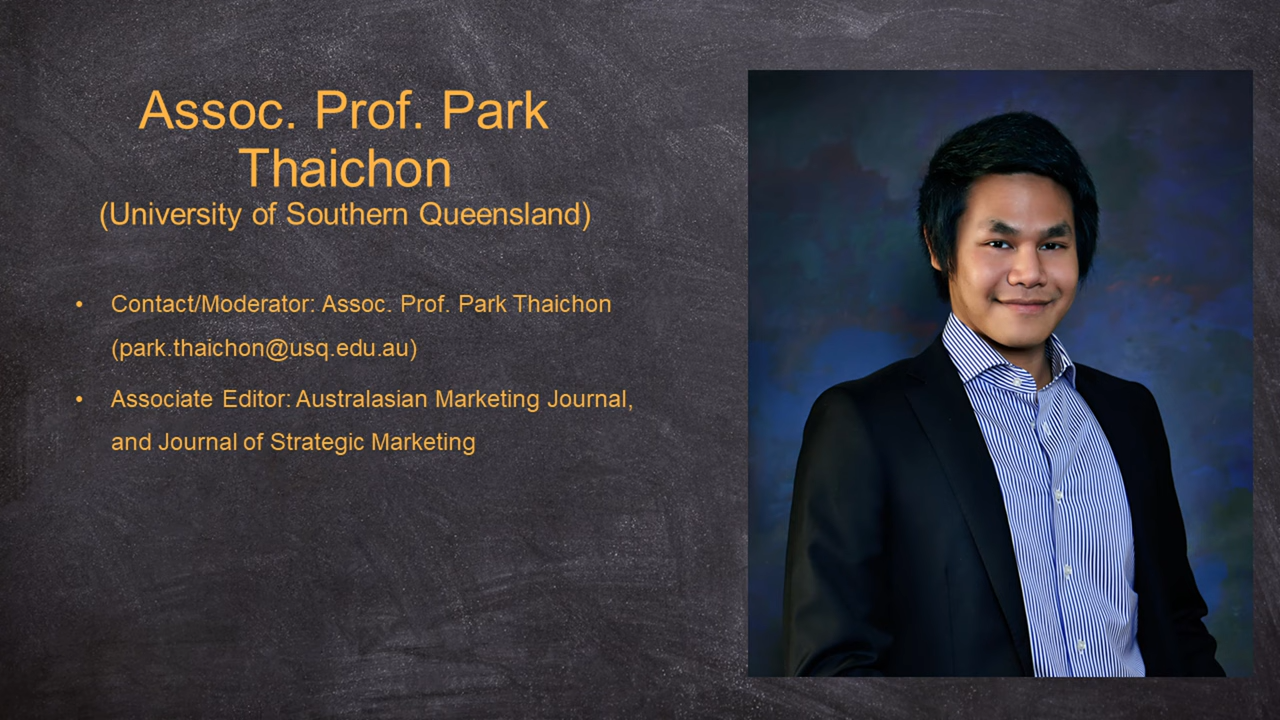 Assoc. Prof. Park
Thaichon
(University of Southern Queensland)
• Contact/Moderator: Assoc. Prof. Park Thaichon
(park.thaichon@usq.edu.au)
• Associate Editor: Australasian Marketing Journal,
and Journal of Strategic Marketing